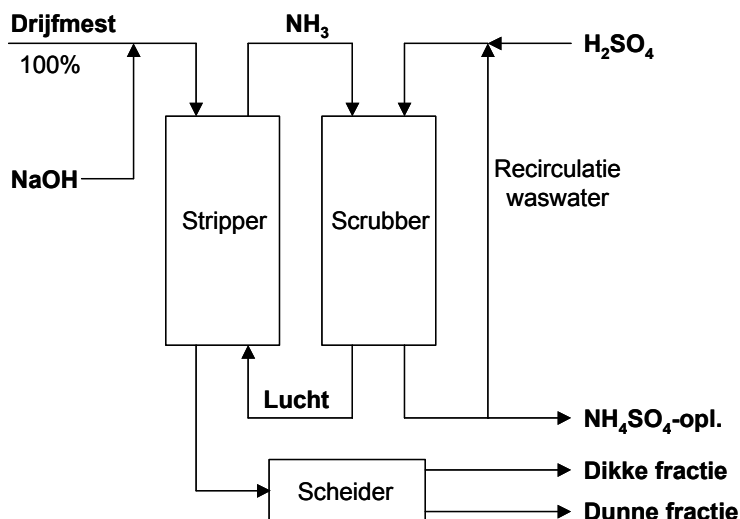 Drijfmest
NH₃
H₂SO₄
100%
NaOH
Recirculatie
waswater
Stripper
Scrubber
Lucht
NH₄SO₄-opl.
Dikke fractie
Scheider
Dunne fractie